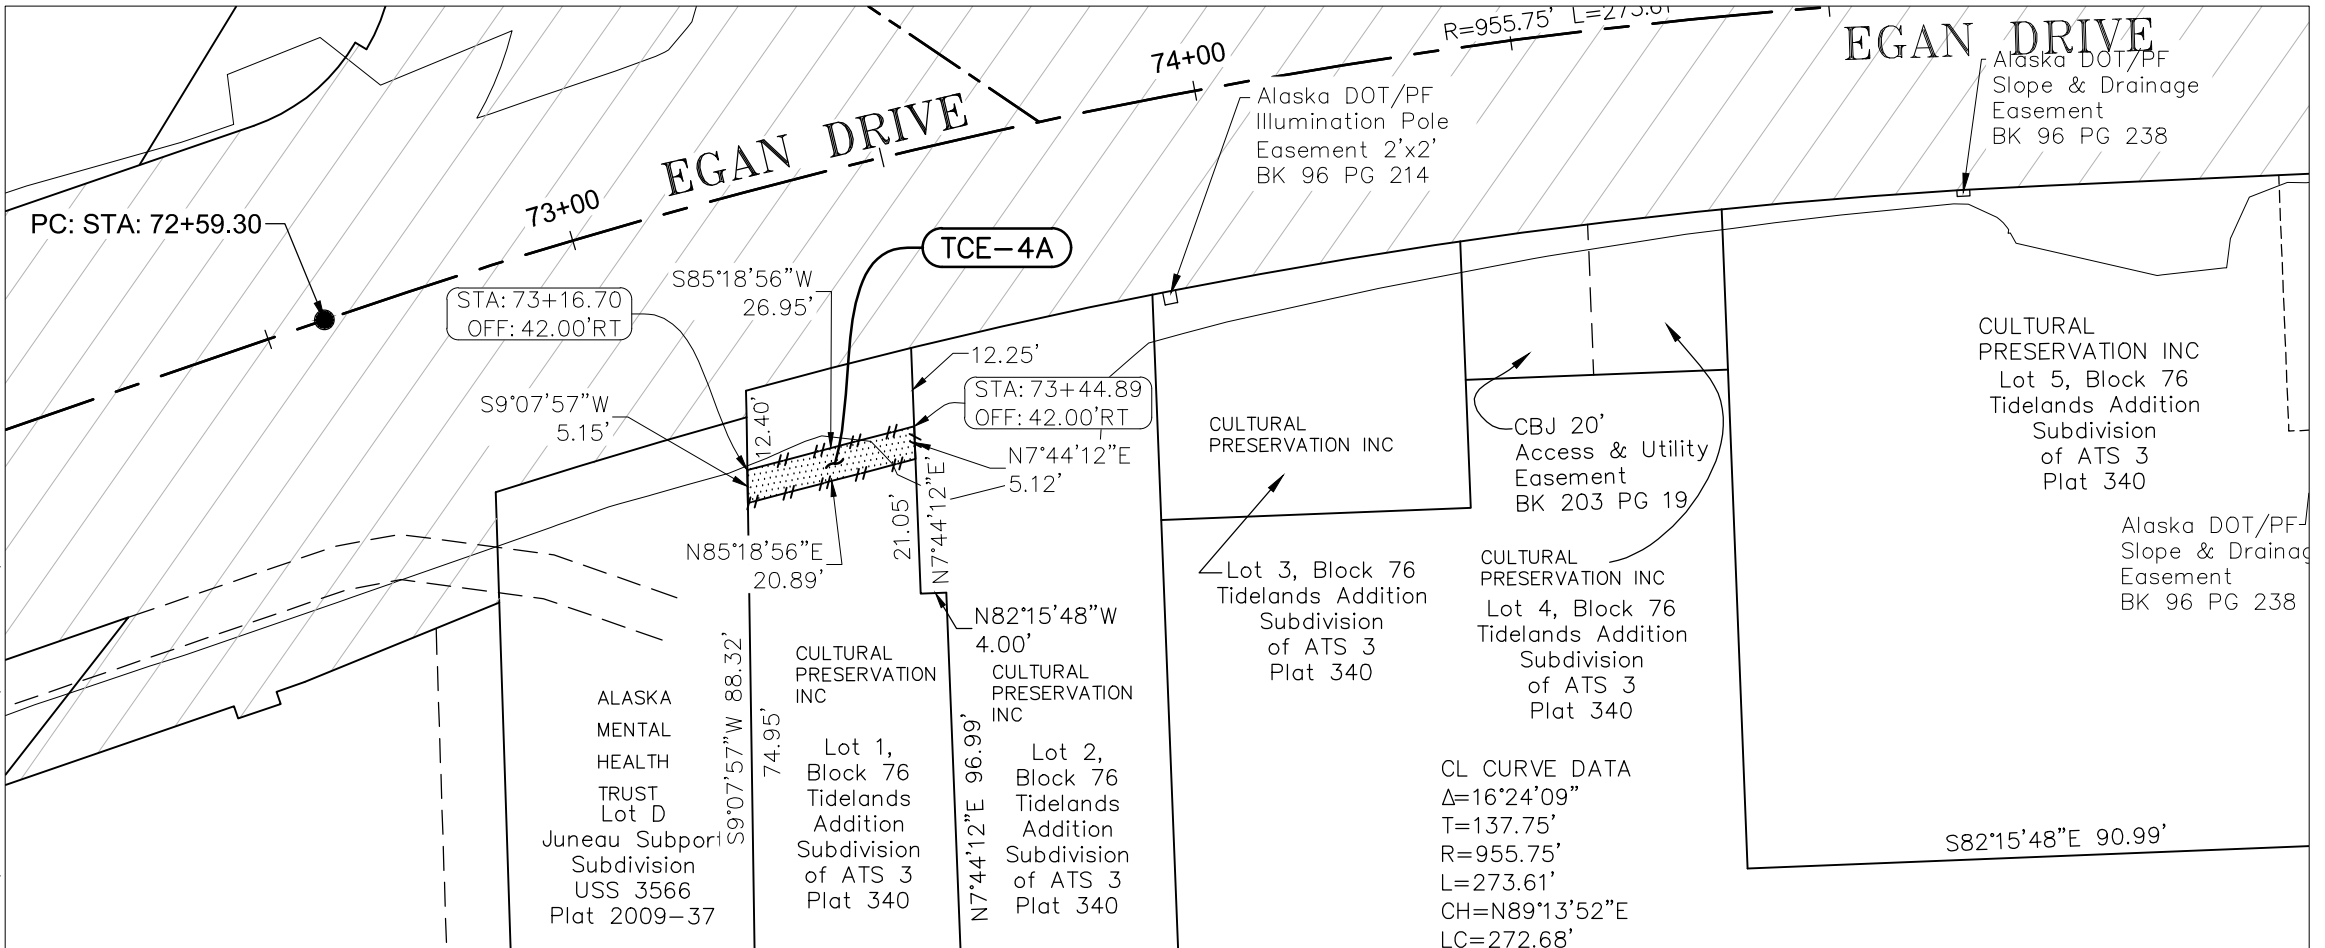 R=955.75' L=273.61'
EGAN DRIVE
74+00
Alaska DOT/PF
Slope & Drainage
Easement
BK 96 PG 238
Alaska DOT/PF
Illumination Pole
Easement 2'x2'
BK 96 PG 214
EGAN DRIVE
73+00
PC: STA: 72+59.30
TCE-4A
S85°18'56"W
26.95'
STA: 73+16.70
OFF: 42.00'RT
12.25'
STA: 73+44.89
OFF: 42.00'RT
S9°07'57"W
5.15'
12.40'
N7°44'12"E
5.12'
N85°18'56"E
20.89'
21.05'
N7°44'12"E
N82°15'48"W
4.00'
CULTURAL
PRESERVATION INC
Lot 3, Block 76
Tidelands Addition
Subdivision
of ATS 3
Plat 340
CBJ 20'
Access & Utility
Easement
BK 203 PG 19
CULTURAL
PRESERVATION INC
Lot 4, Block 76
Tidelands Addition
Subdivision
of ATS 3
Plat 340
CULTURAL
PRESERVATION INC
Lot 5, Block 76
Tidelands Addition
Subdivision
of ATS 3
Plat 340
Alaska DOT/PF
Slope & Drainag
Easement
BK 96 PG 238
ALASKA
MENTAL
HEALTH
TRUST
Lot D
Juneau Subport
Subdivision
USS 3566
Plat 2009-37
S9°07'57"W 88.32'
74.95'
CULTURAL
PRESERVATION
INC
Lot 1,
Block 76
Tidelands
Addition
Subdivision
of ATS 3
Plat 340
N7°44'12"E 96.99'
CULTURAL
PRESERVATION
INC
Lot 2,
Block 76
Tidelands
Addition
Subdivision
of ATS 3
Plat 340
CL CURVE DATA
Δ=16°24'09"
T=137.75'
R=955.75'
L=273.61'
CH=N89°13'52"E
LC=272.68'
S82°15'48"E 90.99'